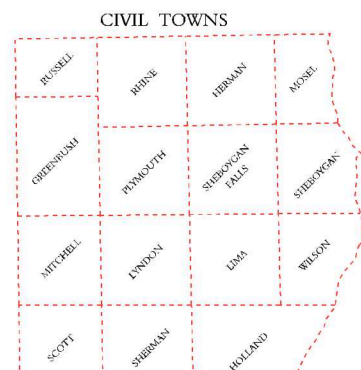 CIVIL TOWNS
RUSSELL
RHINE
HERMAN
MOSEL
GREENBUSH
PLYMOUTH
SHEBOYGAN
FALLS
SHEBOYGAN
MITCHELL
LYNDON
LIMA
WILSON
SCOTT
SHERMAN
HOLLAND